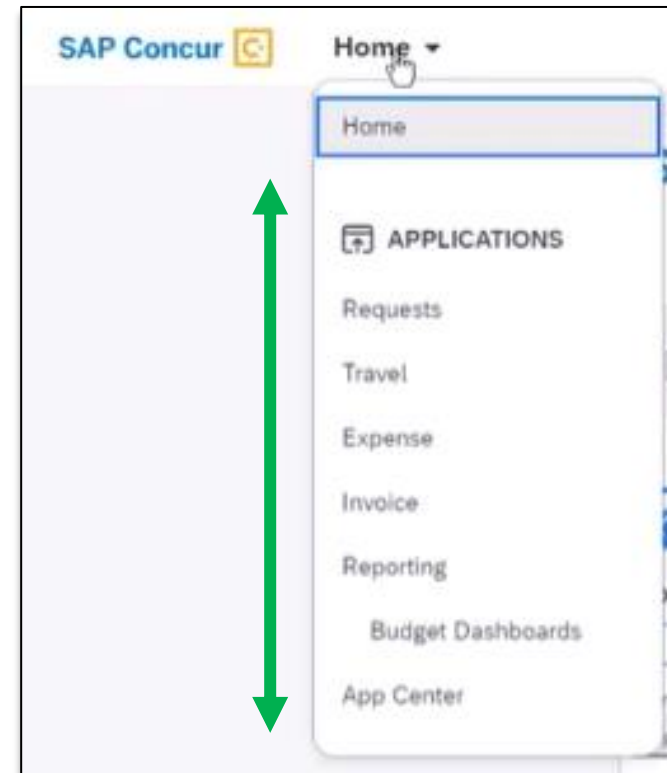 SAP Concur C Home
Home
APPLICATIONS
Requests
Travel
Expense
Invoice
Reporting
Budget Dashboards
App Center